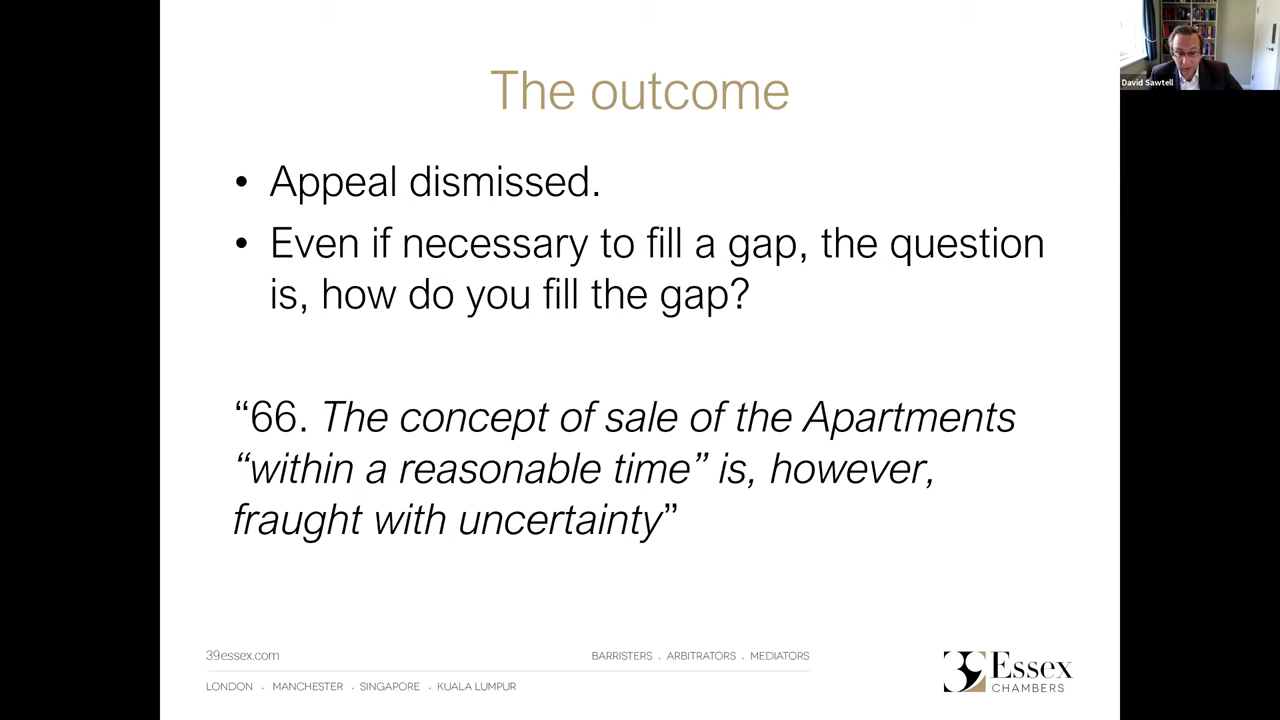 The outcome
• Appeal dismissed.
• Even if necessary to fill a gap, the question
is, how do you fill the gap?
“66. The concept of sale of the Apartments
“within a reasonable time” is, however,
fraught with uncertainty”
39essex.com
BARRISTERS . ARBITRATORS . MEDIATORS
LONDON . MANCHESTER . SINGAPORE . KUALA LUMPUR
39 Essex
CHAMBERS
David Sawtell